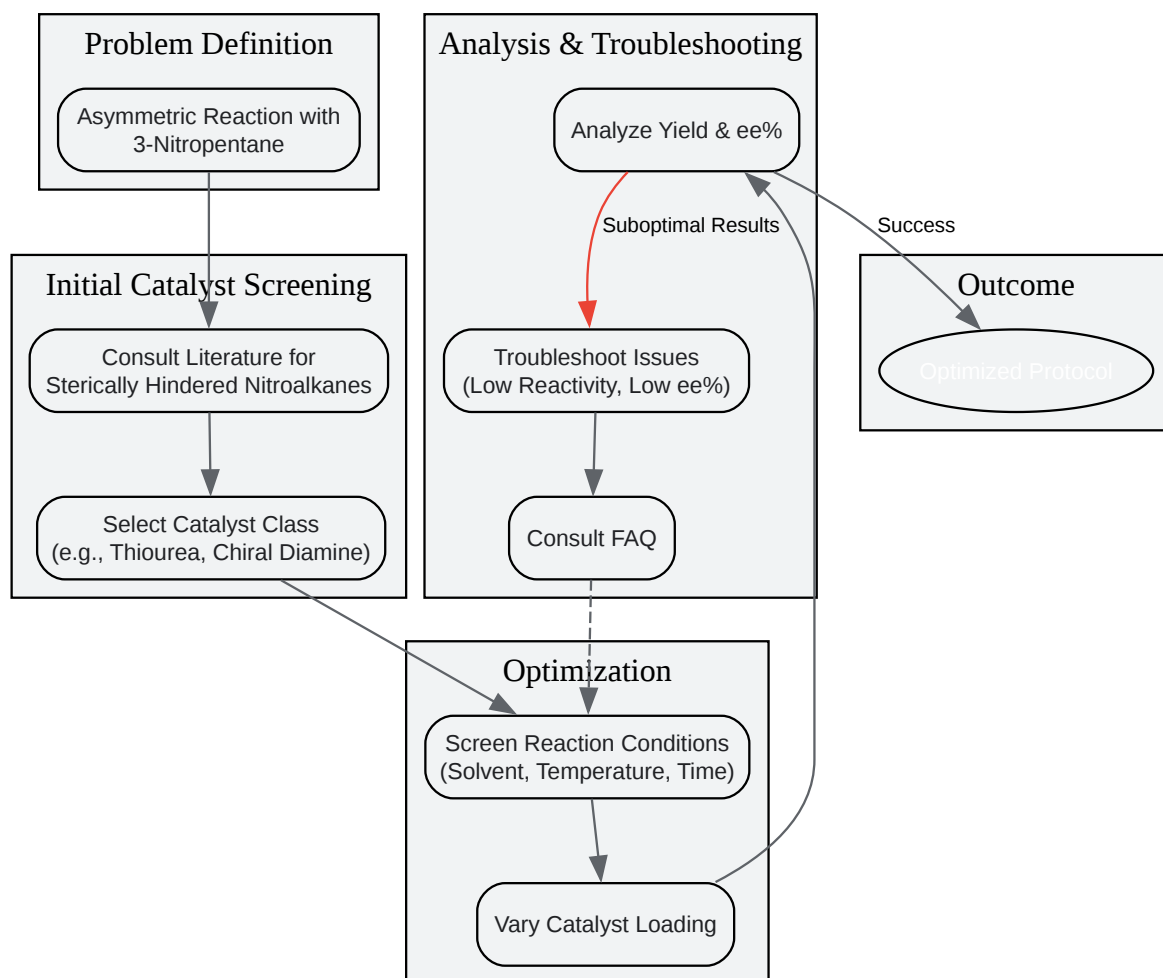 Problem Definition
Asymmetric Reaction with
3-Nitropentane
Initial Catalyst Screening
Consult Literature for
Sterically Hindered Nitroalkanes
Select Catalyst Class
(e.g., Thiourea, Chiral Diamine)
Analysis & Troubleshooting
Analyze Yield & ee%
Suboptimal Results
Success
Troubleshoot Issues
(Low Reactivity, Low ee%)
Consult FAQ
Outcome
Optimized Protocol
Optimization
Screen Reaction Conditions
(Solvent, Temperature, Time)
Vary Catalyst Loading